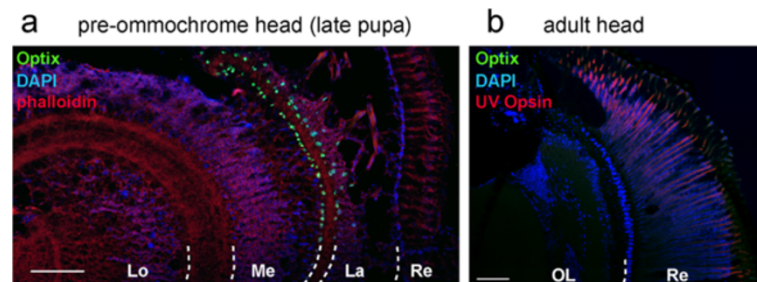 a pre-ommochrome head (late pupa)
Optix
DAPI
phalloidin
Lo Me La Re
b adult head
Optix
DAPI
UV Opsin
OL Re